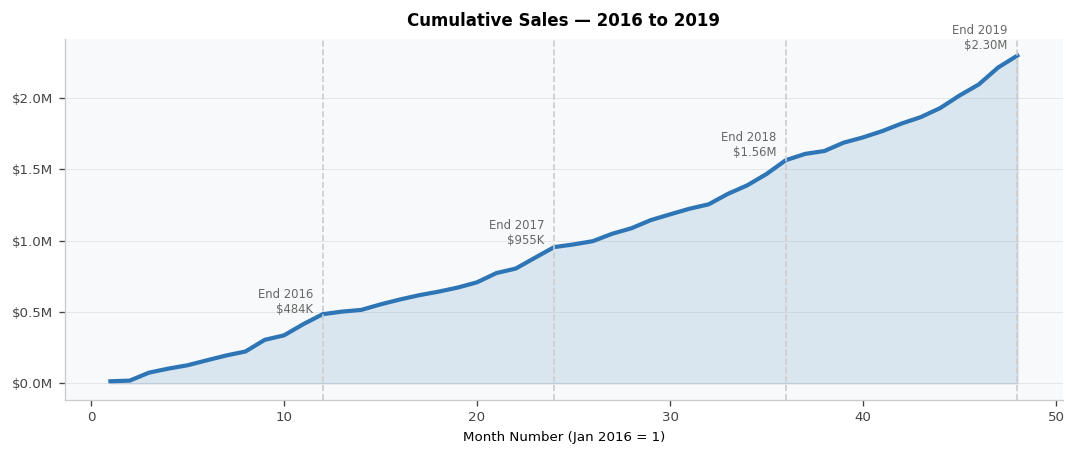 Cumulative Sales — 2016 to 2019
End 2019
$2.30M
$2.0M
End 2018
$1.56M
$1.5M
End 2017
$955K
$1.0M
End 2016
$484K
$0.5M
$0.0M
0 10 20 30 40 50
Month Number (Jan 2016 = 1)